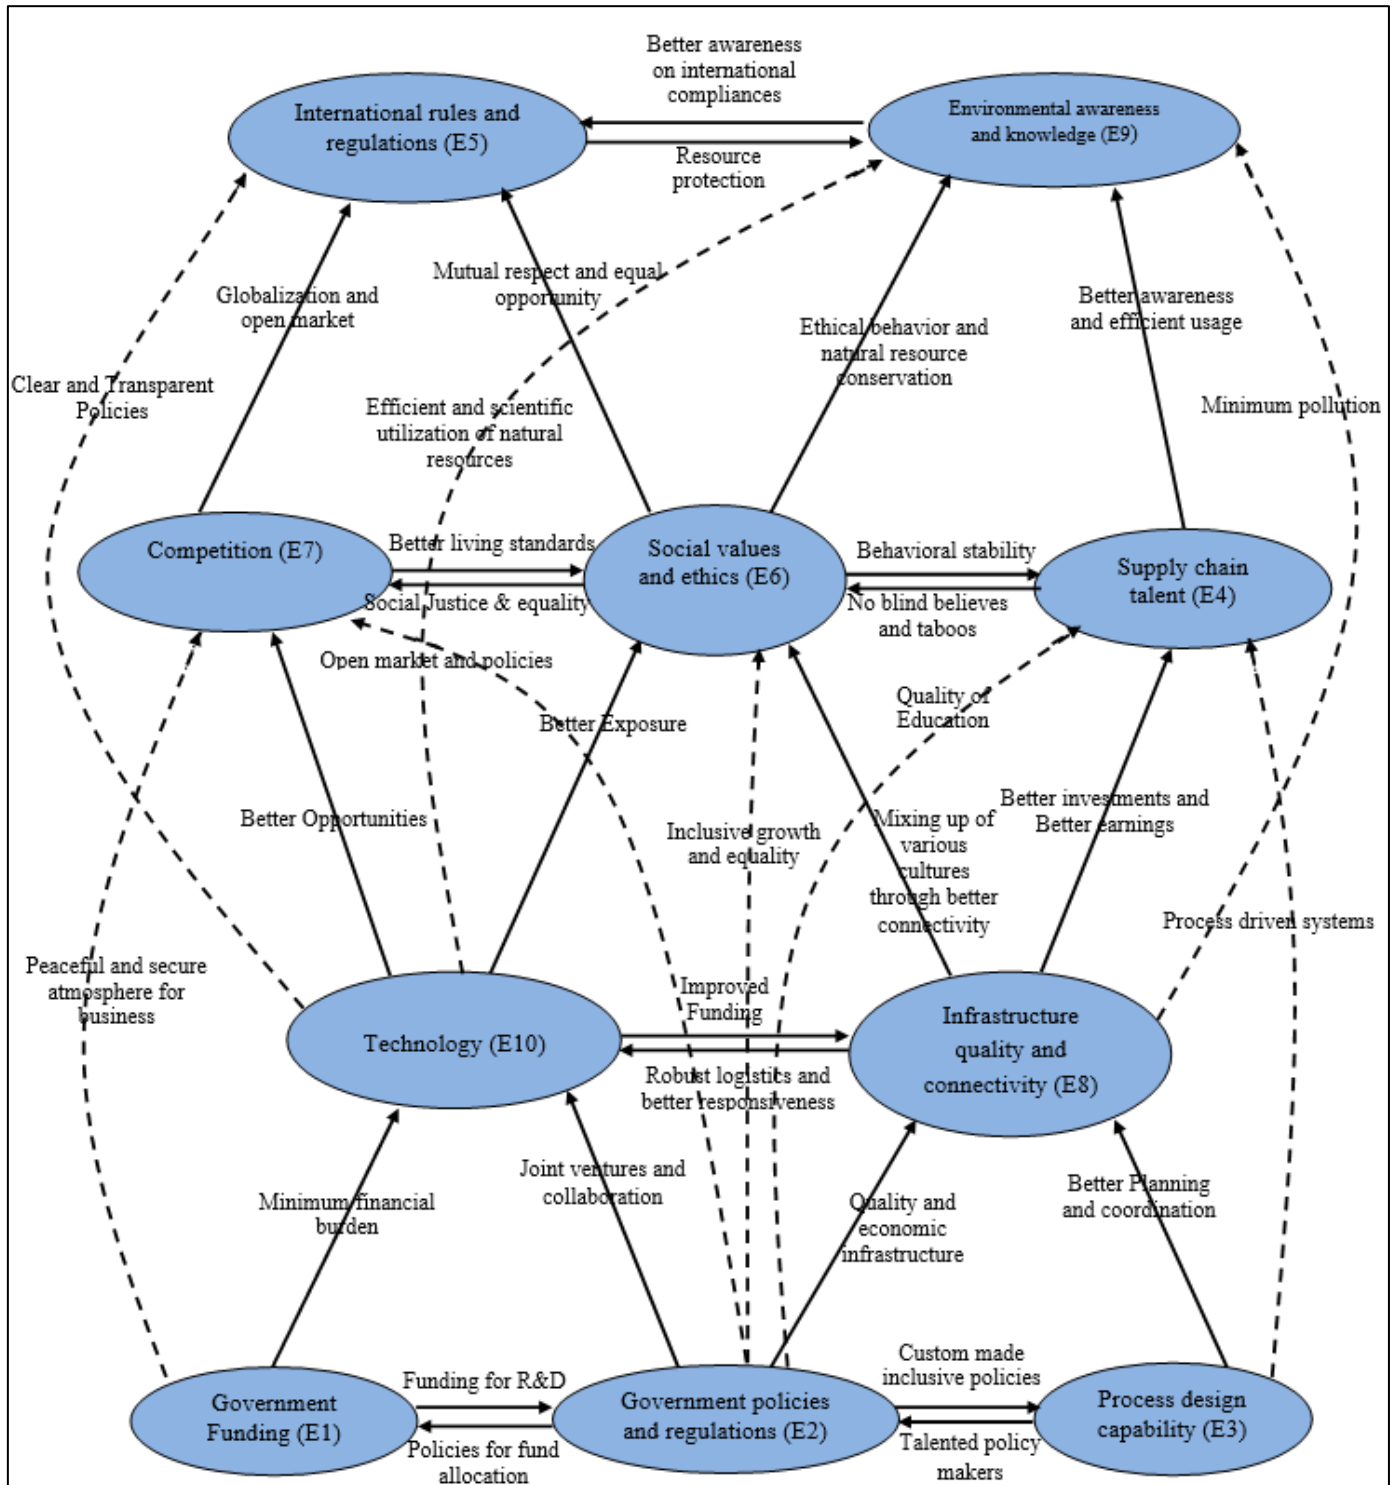 Better awareness
on international
compliances
International rules and
regulations (E5)
Environmental awareness
and knowledge (E9)
Resource
protection
Mutual respect and equal
opportunity
Globalization and
open market
Better awareness
and efficient usage
Ethical behavior and
natural resource
conservation
Clear and Transparent
Policies
Efficient and scientific
utilization of natural
resources
Minimum pollution
Competition (E7)
Better living standards
Social Justice & equality
Social values
and ethics (E6)
Behavioral stability
No blind believes
and taboos
Supply chain
talent (E4)
Open market and policies
Quality of
Education
Better Exposure
Better Opportunities
Inclusive growth
and equality
Mixing up of
various
cultures
through better
connectivity
Better investments and
Better earnings
Process driven systems
Peaceful and secure
atmosphere for
business
Technology (E10)
Improved
Funding
Robust logistics and
better responsiveness
Infrastructure
quality and
connectivity (E8)
Minimum financial
burden
Joint ventures and
collaboration
Quality and
economic
infrastructure
Better Planning
and coordination
Government
Funding (E1)
Funding for R&D
Policies for fund
allocation
Government policies
and regulations (E2)
Custom made
inclusive policies
Talented policy
makers
Process design
capability (E3)